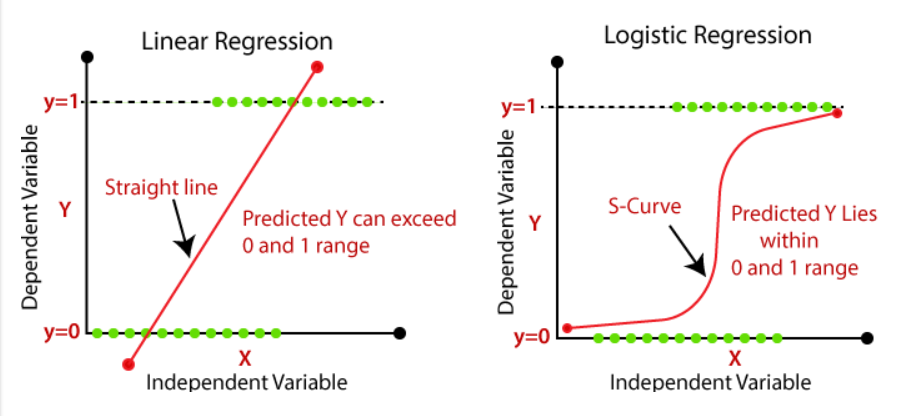 Linear Regression
y=1
Dependent Variable
Y
Straight line
Predicted Y can exceed
0 and 1 range
y=0
X
Independent Variable
Logistic Regression
y=1
Dependent Variable
Y
S-Curve
Predicted Y Lies
within
0 and 1 range
y=0
X
Independent Variable